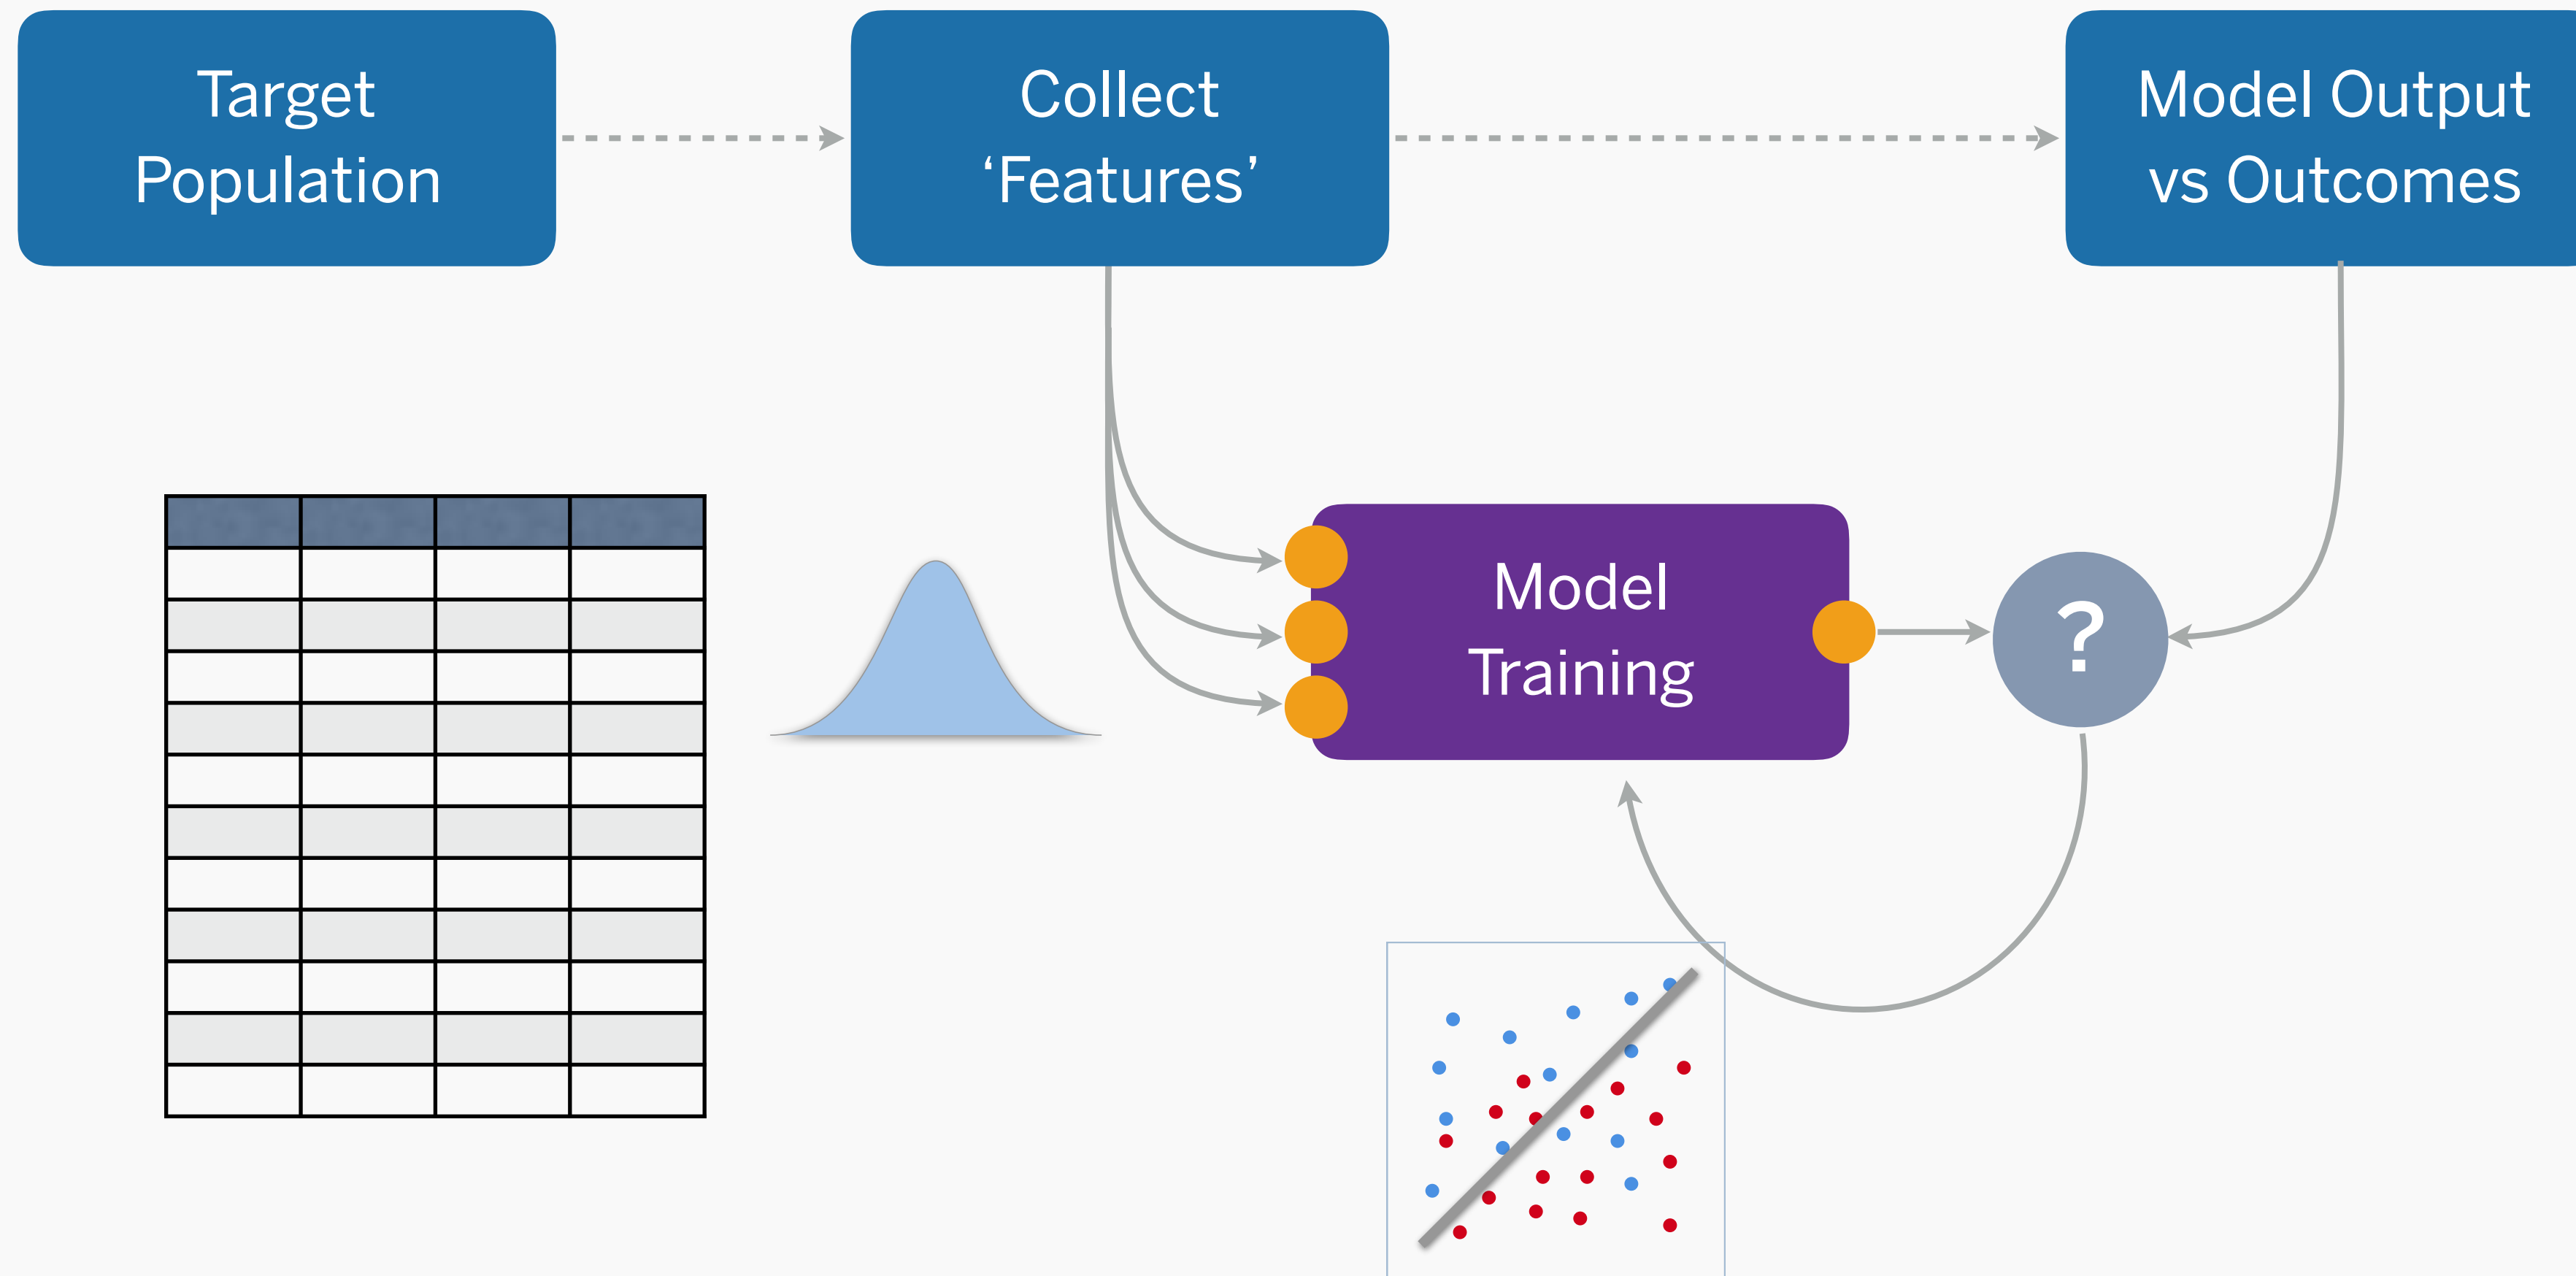 Target
Population
Collect
‘Features’
Model Output
vs Outcomes
Model
Training
?